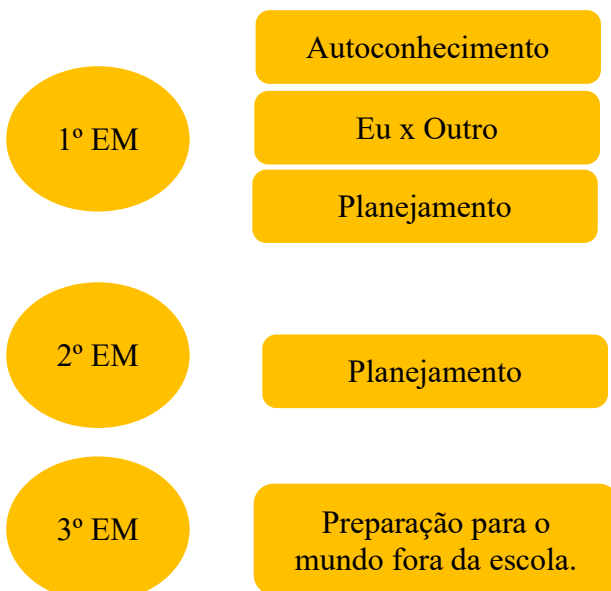 1º EM
Autoconhecimento
Eu x Outro
Planejamento
2º EM
Planejamento
3º EM
Preparação para o
mundo fora da escola.